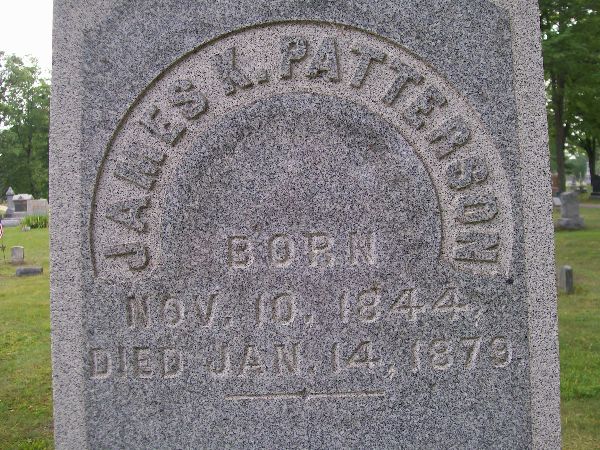 JAMES K. PATTERSON
BORN
NOV. 10, 1844,
DIED JAN. 14, 1879.